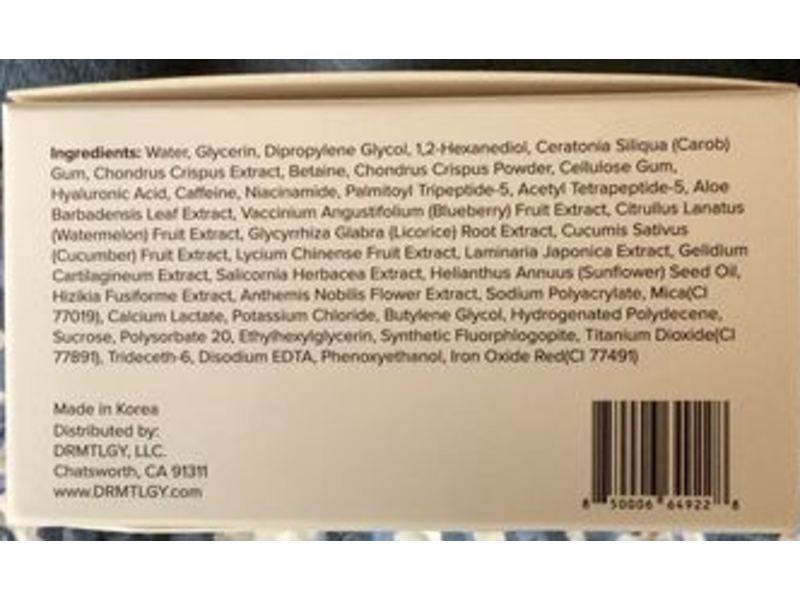 Ingredients: Water, Glycerin, Dipropylene Glycol, 1,2-Hexanediol, Ceratonia Siliqua (Carob)
Gum, Chondrus Crispus Extract, Betaine, Chondrus Crispus Powder, Cellulose Gum,
Hyaluronic Acid, Caffeine, Niacinamide, Palmitoyl Tripeptide-5, Acetyl Tetrapeptide-5, Aloe
Barbadensis Leaf Extract, Vaccinium Angustifolium (Blueberry) Fruit Extract, Citrullus Lanatus
(Watermelon) Fruit Extract, Glycyrrhiza Glabra (Licorice) Root Extract, Cucumis Sativus
(Cucumber) Fruit Extract, Lycium Chinense Fruit Extract, Laminaria Japonica Extract, Gelidium
Cartilagineum Extract, Salicornia Herbacea Extract, Helianthus Annuus (Sunflower) Seed Oil,
Hizikia Fusiforme Extract, Anthemis Nobilis Flower Extract, Sodium Polyacrylate, Mica(CI
77019), Calcium Lactate, Potassium Chloride, Butylene Glycol, Hydrogenated Polydecene,
Sucrose, Polysorbate 20, Ethylhexylglycerin, Synthetic Fluorphlogopite, Titanium Dioxide(CI
77891), Trideceth-6, Disodium EDTA, Phenoxyethanol, Iron Oxide Red(CI 77491)
Made in Korea
Distributed by:
DRMTLGY, LLC.
Chatsworth, CA 91311
www.DRMTLGY.com
8 50006 64922 8